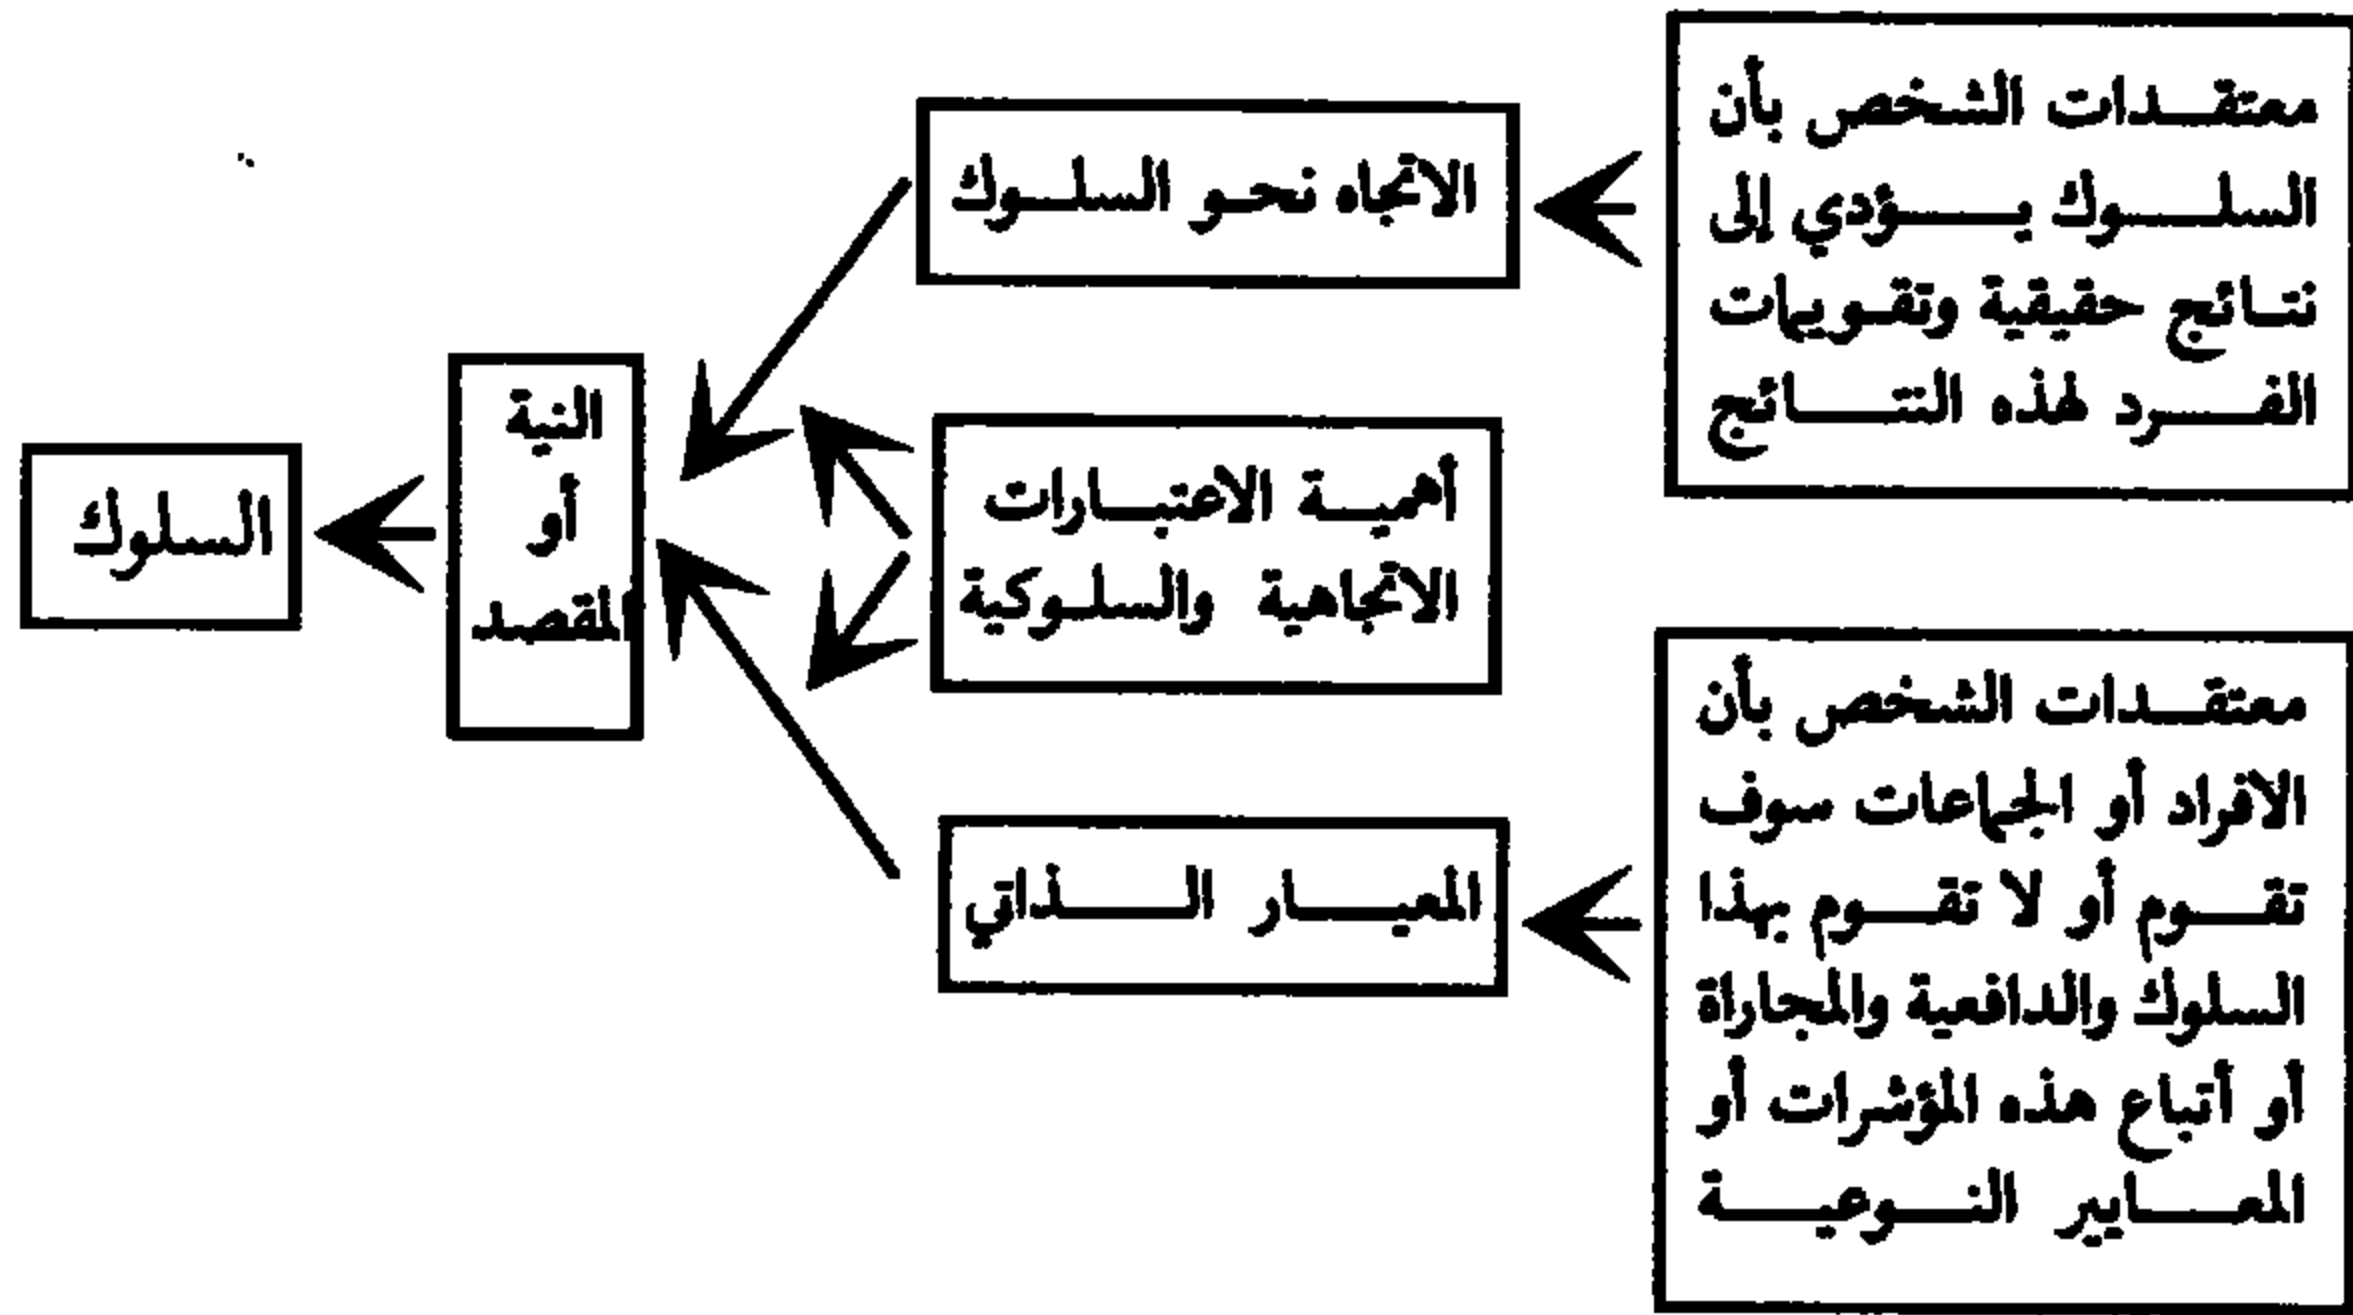 معتقدات الشخص بأن
السلوك يؤدي إلى
نتائج حقيقية وتقويمات
الفرد لهذه النتائج
الاتجاه نحو السلوك
أهمية الاعتبارات
الاتجاهية والسلوكية
النية
أو
المقصد
السلوك
معتقدات الشخص بأن
الافراد أو الجماعات سوف
تقوم أو لا تقوم بهذا
السلوك والدافعية والمجاراة
أو أتباع هذه المؤشرات أو
المعايير النوعية
المعيار الذاتي